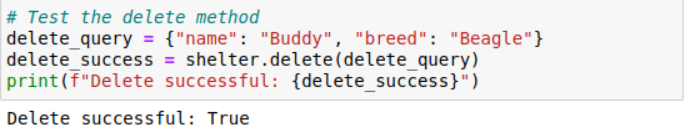 # Test the delete method
delete_query = {"name": "Buddy", "breed": "Beagle"}
delete_success = shelter.delete(delete_query)
print(f"Delete successful: {delete_success}")
Delete successful: True